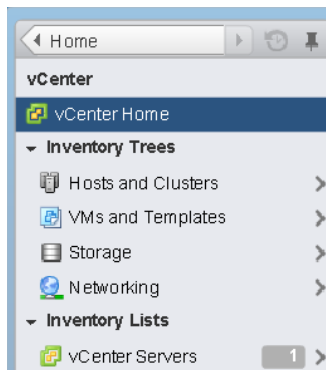 Home
vCenter
vCenter Home
Inventory Trees
Hosts and Clusters
VMs and Templates
Storage
Networking
Inventory Lists
vCenter Servers 1